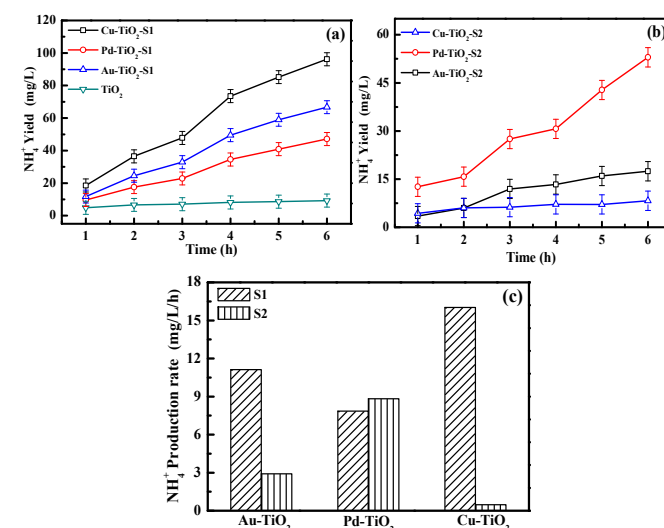 (a)
Cu-TiO2-S1
Pd-TiO2-S1
Au-TiO2-S1
TiO2
NH4+ Yield (mg/L)
120
100
80
60
40
20
0
1 2 3 4 5 6
Time (h)
(b)
Cu-TiO2-S2
Pd-TiO2-S2
Au-TiO2-S2
NH4+ Yield (mg/L)
60
45
30
15
0
1 2 3 4 5 6
Time (h)
(c)
S1
S2
NH4+ Production rate (mg/L/h)
18
15
12
9
6
3
0
Au-TiO2 Pd-TiO2 Cu-TiO2